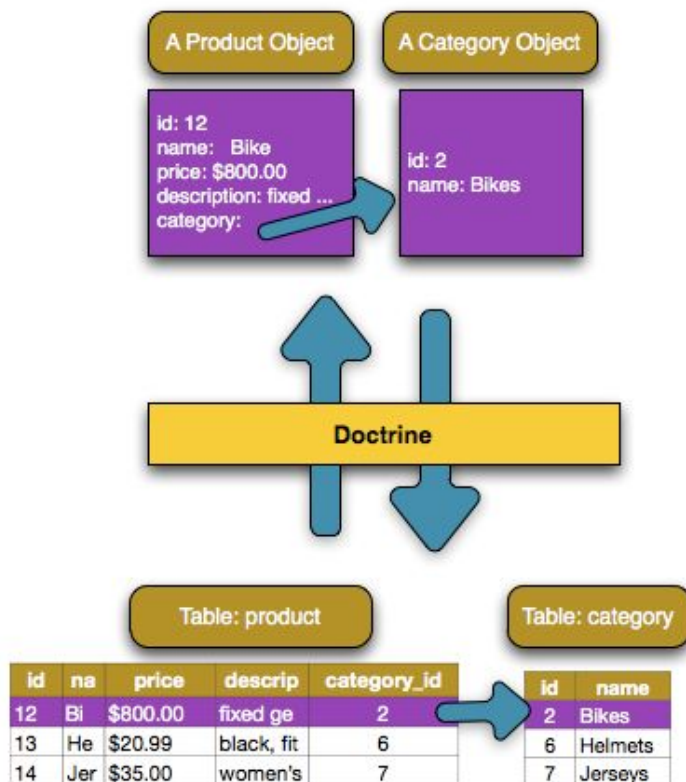 A Product Object
A Category Object
id: 12
name: Bike
price: $800.00
description: fixed ...
category:
id: 2
name: Bikes
Doctrine
Table: product
Table: category
id na price descrip category_id
12 Bi $800.00 fixed ge 2
13 He $20.99 black, fit 6
14 Jer $35.00 women's 7
id name
2 Bikes
6 Helmets
7 Jerseys